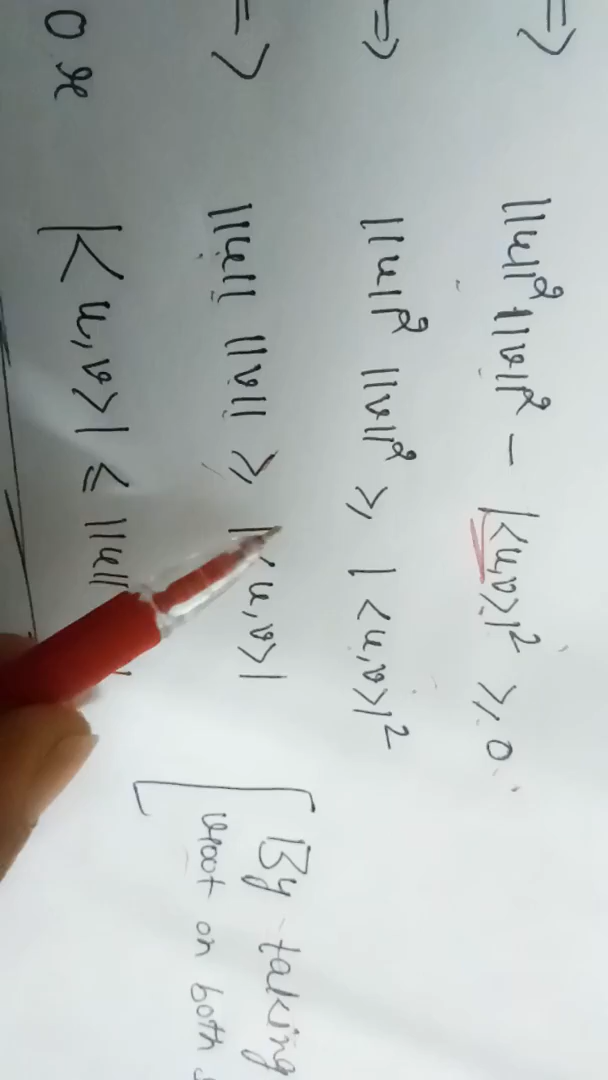 => ||u||² ||v||² - |<u,v>|² ≥ 0
=> ||u||² ||v||² ≥ |<u,v>|²
=> ||u|| ||v|| ≥ |<u,v>|
[By taking
root on both
or |<u,v>| ≤ ||u||